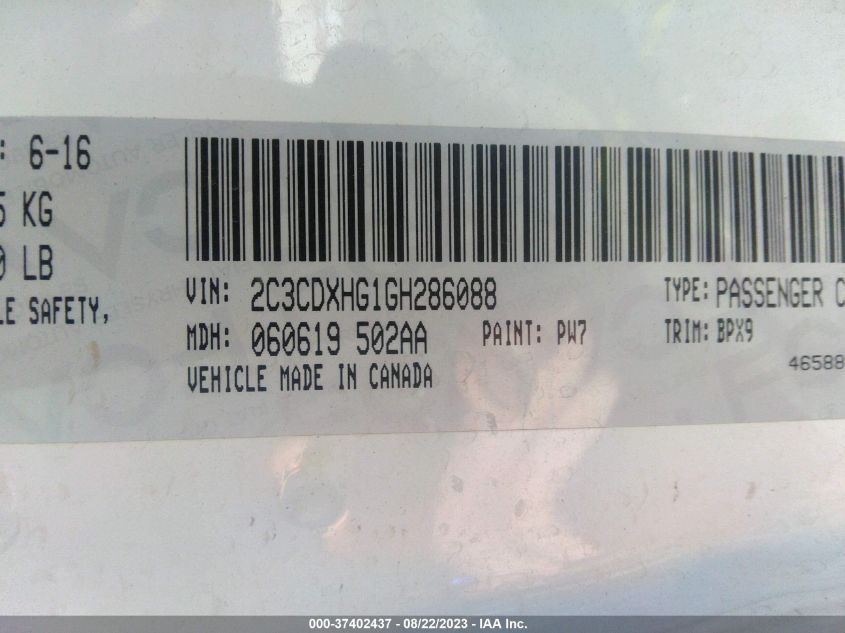 : 6-16
5 KG
0 LB
LE SAFETY,
VIN: 2C3CDXHG1GH286088
TYPE: PASSENGER C
MDH: 060619 502AA
PAINT: PW7
TRIM: BPX9
VEHICLE MADE IN CANADA
46588
000-37402437 - 08/22/2023 - IAA Inc.